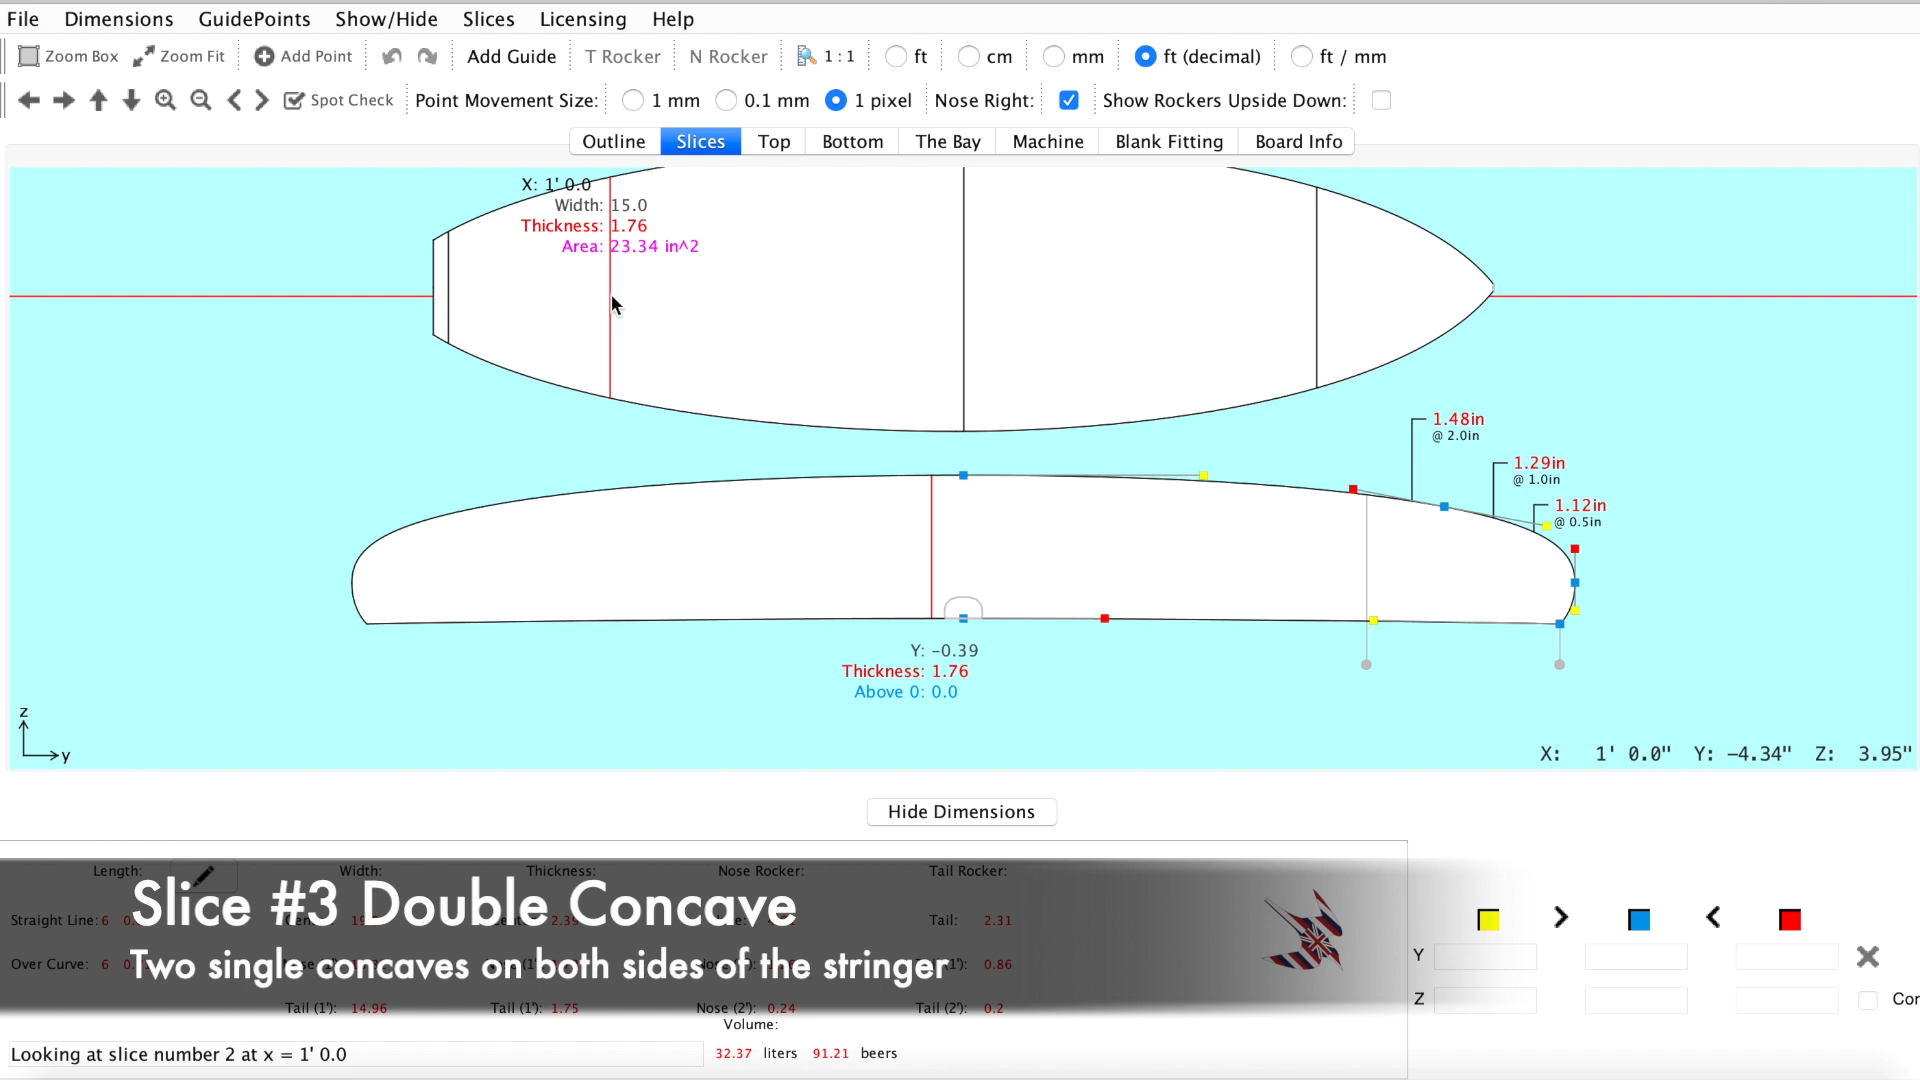 File Dimensions GuidePoints Show/Hide Slices Licensing Help
Zoom Box Zoom Fit Add Point Add Guide T Rocker N Rocker 1 : 1 ft cm mm ft (decimal) ft / mm
Spot Check Point Movement Size: 1 mm 0.1 mm 1 pixel Nose Right: Show Rockers Upside Down:
Outline Slices Top Bottom The Bay Machine Blank Fitting Board Info
X: 1' 0.0
Width: 15.0
Thickness: 1.76
Area: 23.34 in^2
1.48in
@ 2.0in
1.29in
@ 1.0in
1.12in
@ 0.5in
Y: -0.39
Thickness: 1.76
Above 0: 0.0
z
y
X: 1' 0.0" Y: -4.34" Z: 3.95"
Hide Dimensions
Length: Width: Thickness: Nose Rocker: Tail Rocker:
Slice #3 Double Concave
Straight Line: 6 Tail: 2.31
Two single concaves on both sides of the stringer
Over Curve: 6 0.86
Tail (1'): 14.96 Tail (1'): 1.75 Nose (2'): 0.24 Tail (2'): 0.2
Volume:
32.37 liters 91.21 beers
Looking at slice number 2 at x = 1' 0.0
> <
Y
Z Cor